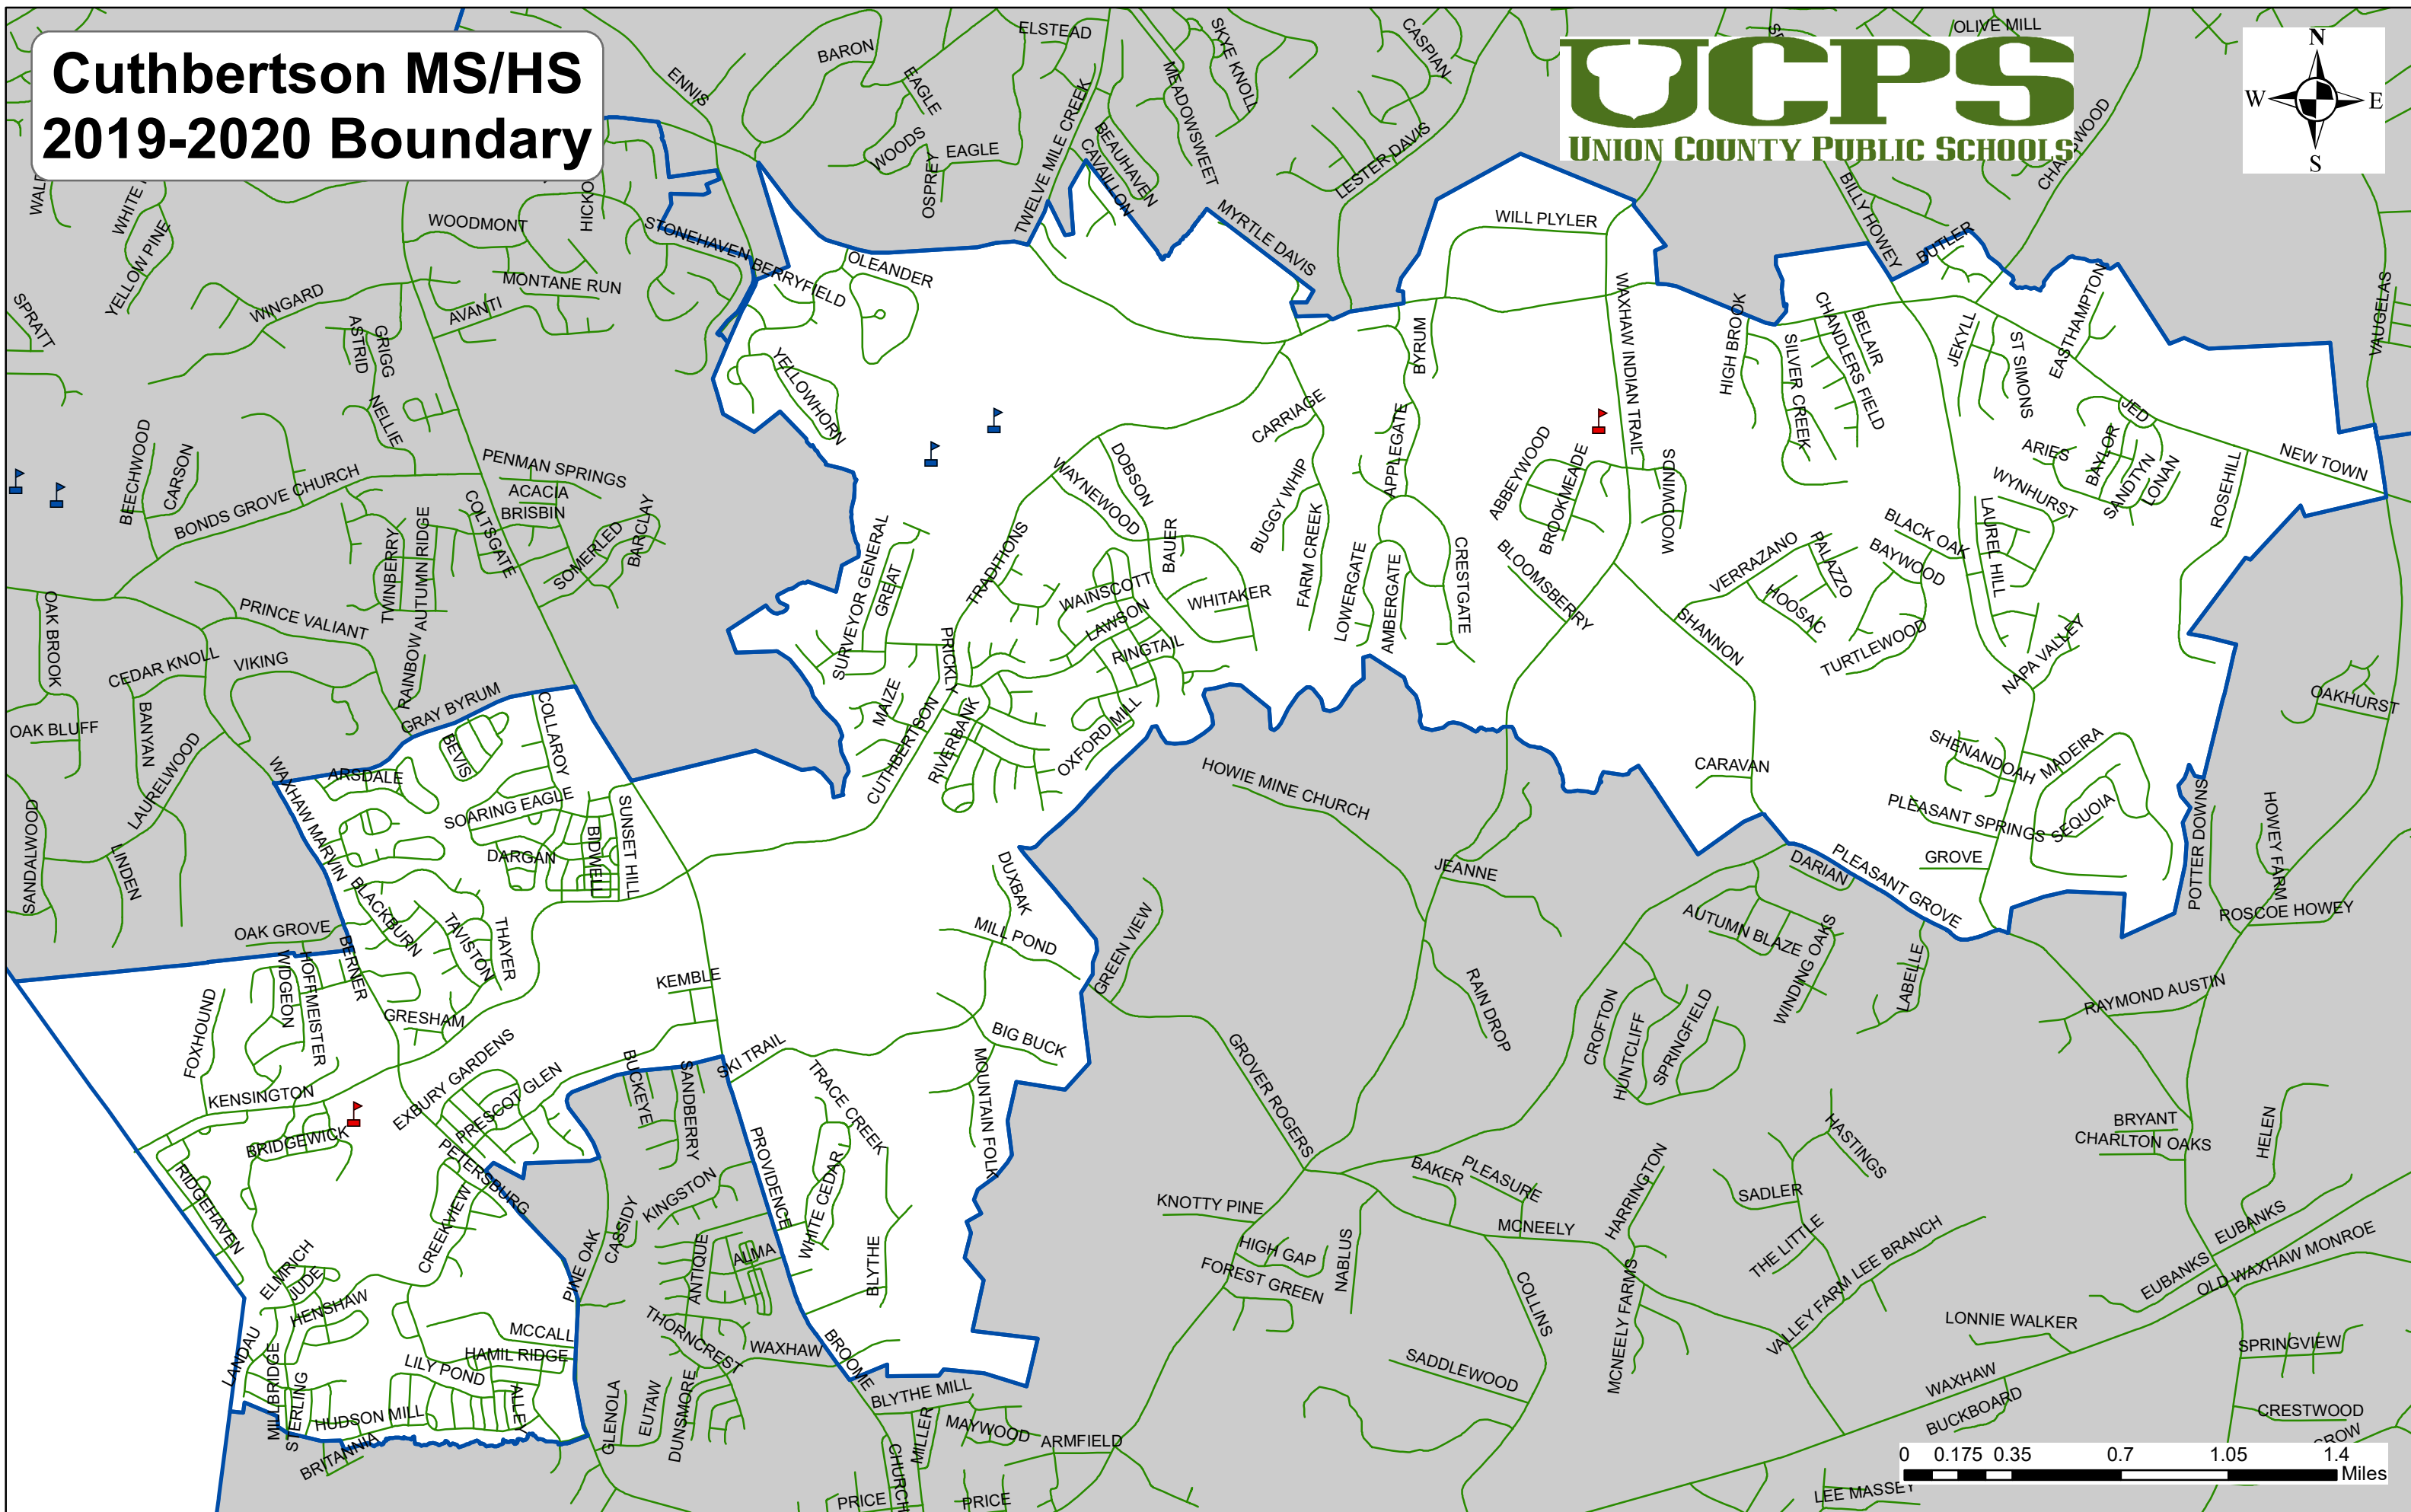 Cuthbertson MS/HS
2019-2020 Boundary
UCPS
UNION COUNTY PUBLIC SCHOOLS
N
W
E
S
OLIVE MILL
ELSTEAD
BARON
ENNIS
EAGLE
WOODS
OSPREY
EAGLE
TWELVE MILE CREEK
CAVAILLON
BEAUHAVEN
MEADOWSWEET
SKYE KNOLL
CASPIAN
LESTER DAVIS
MYRTLE DAVIS
WILL PLYLER
BILLY HOWEY
BUTLER
VAUGELAS
YELLOW PINE
WOODMONT
STONEHAVEN
BERRYFIELD
OLEANDER
MONTANE RUN
AVANTI
WINGARD
SPRATT
ASTRID
GRIGG
NELLIE
YELLOWHORN
BYRUM
WAXHAW INDIAN TRAIL
HIGH BROOK
SILVER CREEK
CHANDLERS FIELD
BELAIR
JEKYLL
ST SIMONS
EASTHAMPTON
JED
ARIES
BAYLOR
SANDTYN
LONAN
NEW TOWN
ROSEHILL
WYNHURST
LAUREL HILL
BLACK OAK
BAYWOOD
TURTLEWOOD
NAPA VALLEY
BEECHWOOD
CARSON
BONDS GROVE CHURCH
PENMAN SPRINGS
ACACIA
BRISBIN
COLTSGATE
SOMERLED
BARCLAY
TWINBERRY
AUTUMN RIDGE
RAINBOW
PRINCE VALIANT
VIKING
CEDAR KNOLL
OAK BROOK
OAK BLUFF
BANYAN
LAURELWOOD
SANDALWOOD
LINDEN
CARRIAGE
APPLEGATE
DOBSON
WAYNEWOOD
BAUER
BUGGY WHIP
FARM CREEK
LOWERGATE
AMBERGATE
CRESTGATE
ABBEYWOOD
BROOKMEADE
WOODWINDS
BLOOMSBERRY
VERRAZANO
PALAZZO
HOOSAC
SHANNON
TRADITIONS
SURVEYOR GENERAL
GREAT
WAINSCOTT
LAWSON
WHITAKER
RINGTAIL
PRICKLY
MAIZE
CUTHBERTSON
RIVERBANK
OXFORD MILL
GRAY BYRUM
COLLAROY
BEVIS
ARSDALE
WAXHAW MARVIN
SOARING EAGLE
DARGAN
BIDWELL
SUNSET HILL
BLACKBURN
TAVISTON
THAYER
OAK GROVE
BERNER
WIDGEON
HOFFMEISTER
FOXHOUND
GRESHAM
KEMBLE
HOWIE MINE CHURCH
CARAVAN
SHENANDOAH
MADEIRA
SEQUOIA
PLEASANT SPRINGS
GROVE
POTTER DOWNS
HOWEY FARM
OAKHURST
ROSCOE HOWEY
DUXBAK
MILL POND
GREEN VIEW
JEANNE
DARIAN
PLEASANT GROVE
AUTUMN BLAZE
WINDING OAKS
LABELLE
RAYMOND AUSTIN
RAIN DROP
CROFTON
HUNTCLIFF
SPRINGFIELD
GROVER ROGERS
BIG BUCK
MOUNTAIN FOLK
SKI TRAIL
TRACE CREEK
WHITE CEDAR
BLYTHE
PROVIDENCE
KENSINGTON
BRIDGEWICK
EXBURY GARDENS
PRESCOT GLEN
PETERSBURG
BUCKEYE
SANDBERRY
KINGSTON
CASSIDY
PINE OAK
ANTIQUE
ALMA
RIDGEHAVEN
CREEKVIEW
ELMRICH
JUDE
HENSHAW
LANDAU
MILLBRIDGE
STERLING
HUDSON MILL
BRITANNIA
LILY POND
HAMIL RIDGE
MCCALL
ALLEY
THORNCREST
WAXHAW
BROOME
GLENOLA
EUTAW
DUNSMORE
BLYTHE MILL
MILLER
MAYWOOD
ARMFIELD
CHURCH
PRICE
PRICE
KNOTTY PINE
HIGH GAP
FOREST GREEN
NABLUS
BAKER
PLEASURE
MCNEELY
HARRINGTON
MCNEELY FARMS
COLLINS
SADDLEWOOD
HASTINGS
SADLER
THE LITTLE
VALLEY FARM
LEE BRANCH
BRYANT
CHARLTON OAKS
HELEN
EUBANKS
EUBANKS
OLD WAXHAW MONROE
LONNIE WALKER
SPRINGVIEW
WAXHAW
BUCKBOARD
CRESTWOOD
LEE MASSEY
0 0.175 0.35 0.7 1.05 1.4
Miles